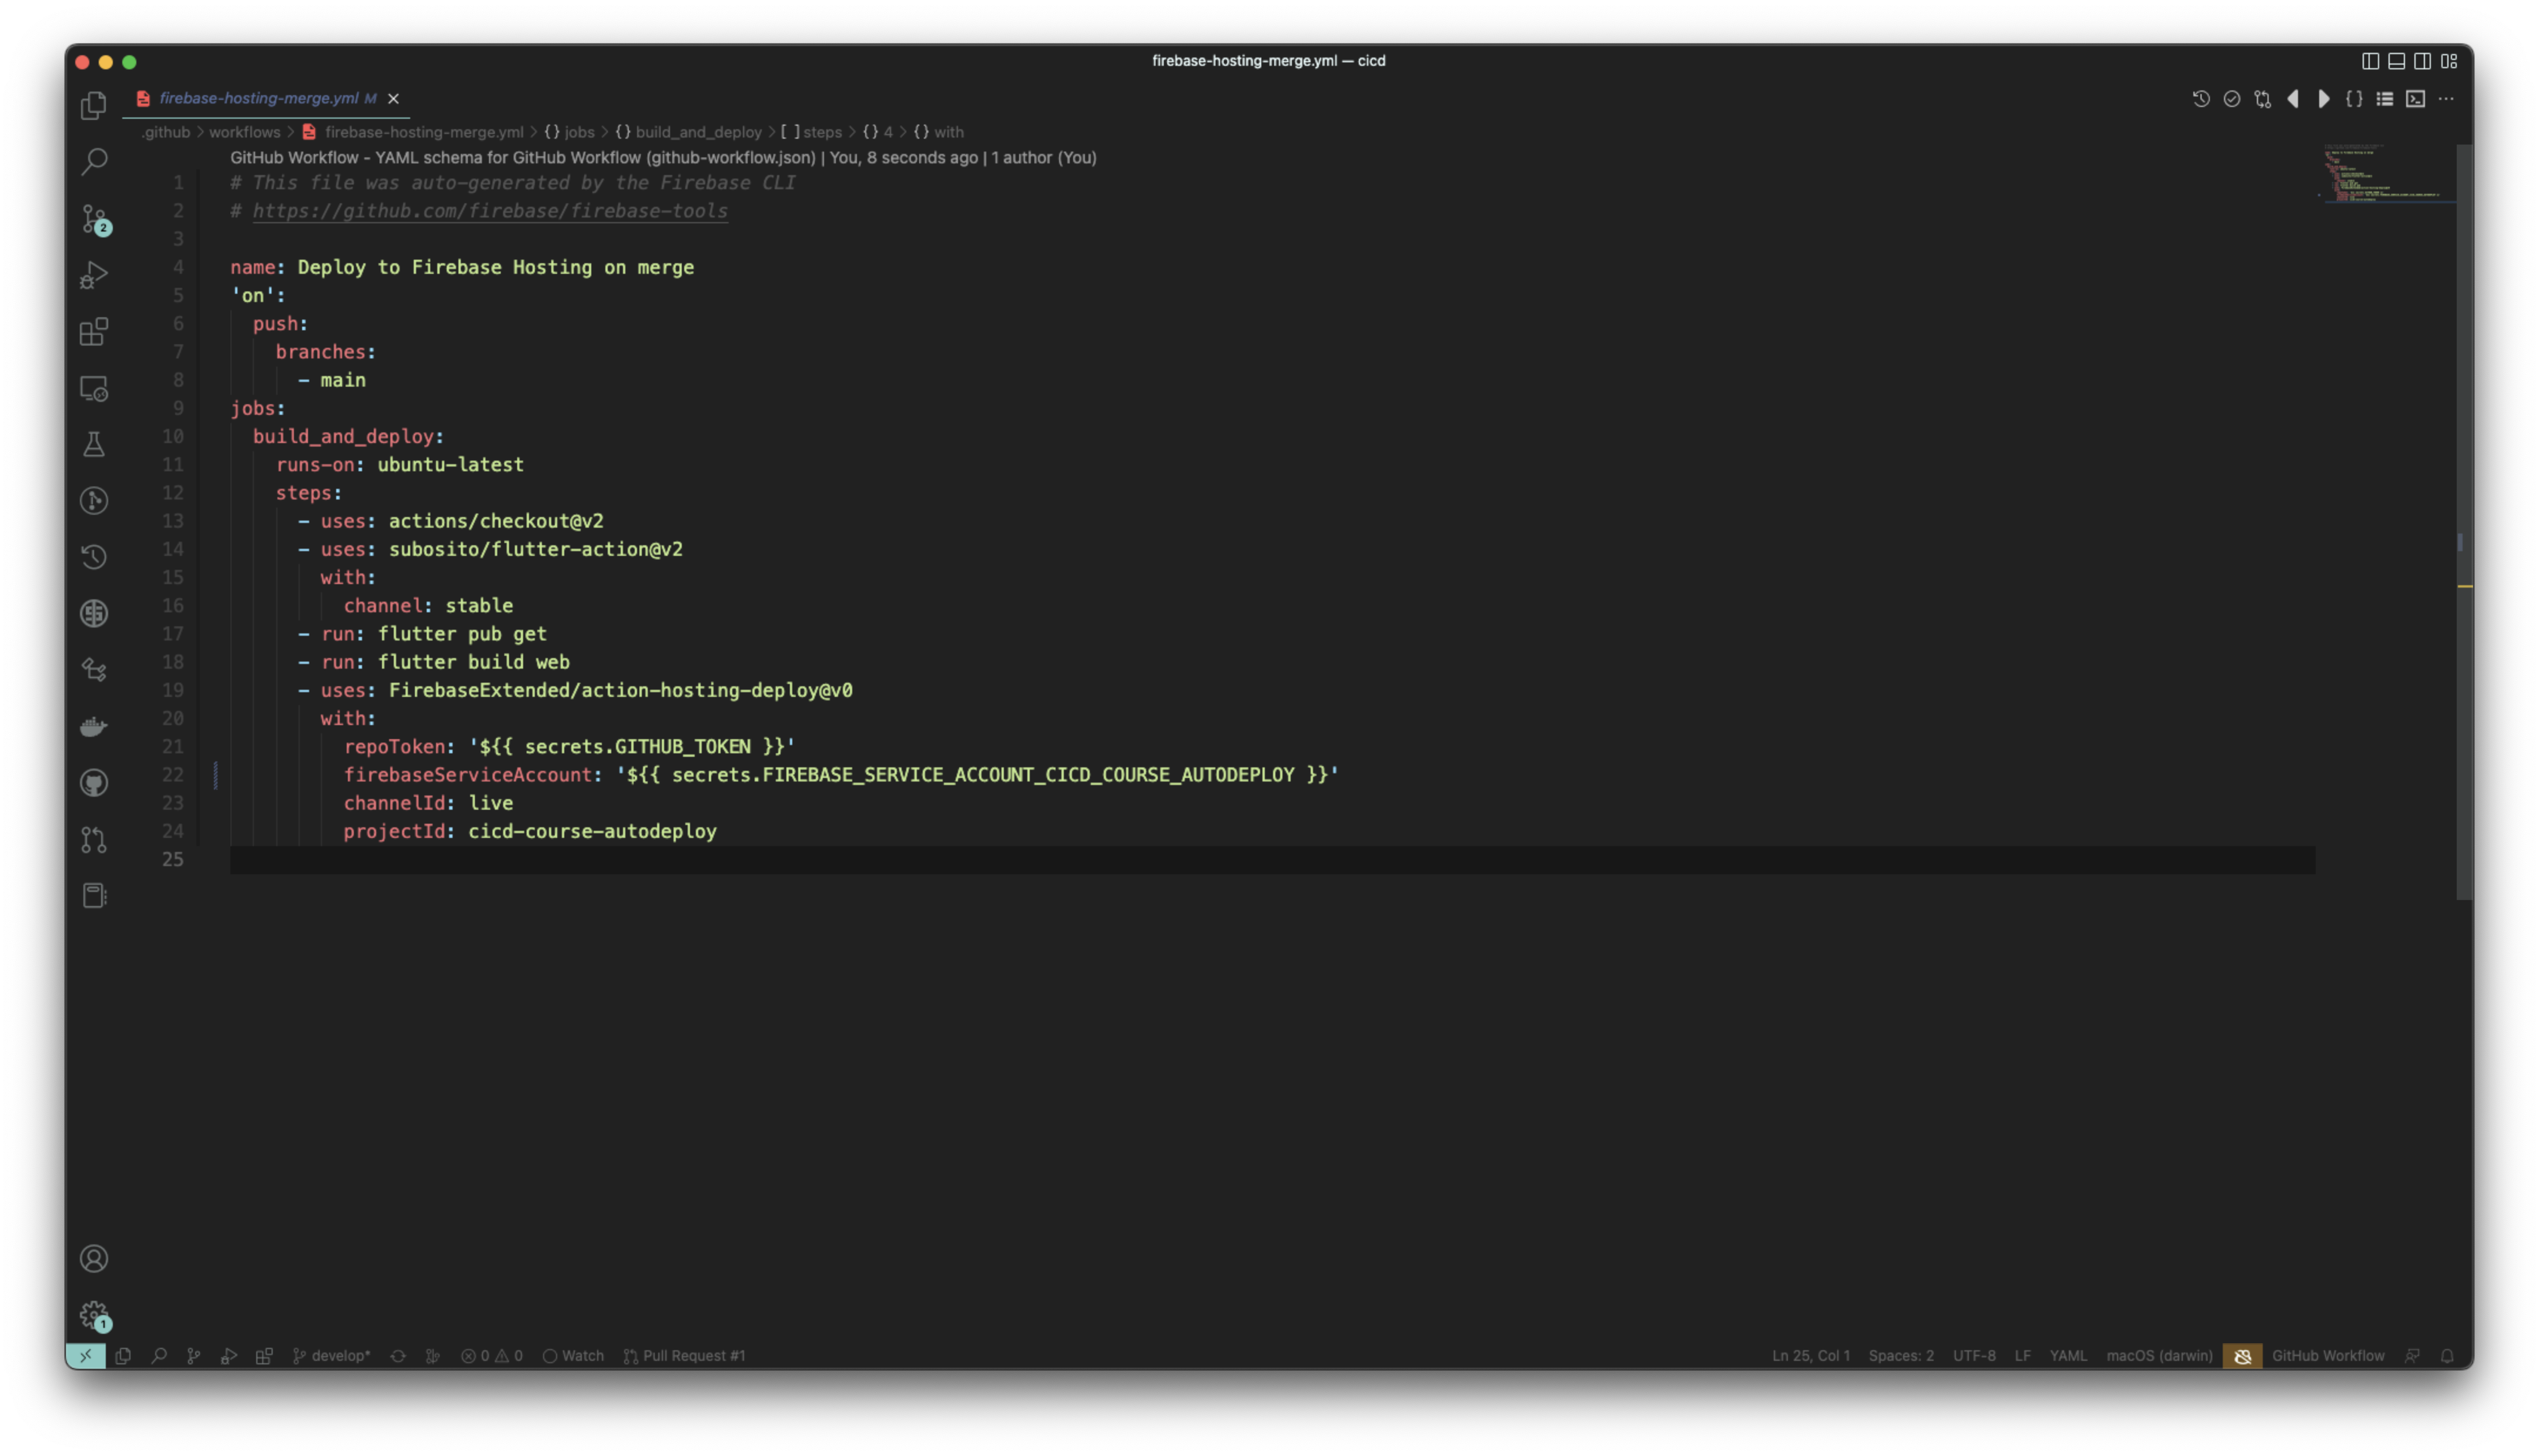 firebase-hosting-merge.yml — cicd
firebase-hosting-merge.yml M
.github > workflows > firebase-hosting-merge.yml > {} jobs > {} build_and_deploy > [ ] steps > {} 4 > {} with
GitHub Workflow - YAML schema for GitHub Workflow (github-workflow.json) | You, 8 seconds ago | 1 author (You)
1 # This file was auto-generated by the Firebase CLI
2 # https://github.com/firebase/firebase-tools
3
4 name: Deploy to Firebase Hosting on merge
5 'on':
6 push:
7 branches:
8 - main
9 jobs:
10 build_and_deploy:
11 runs-on: ubuntu-latest
12 steps:
13 - uses: actions/checkout@v2
14 - uses: subosito/flutter-action@v2
15 with:
16 channel: stable
17 - run: flutter pub get
18 - run: flutter build web
19 - uses: FirebaseExtended/action-hosting-deploy@v0
20 with:
21 repoToken: '${{ secrets.GITHUB_TOKEN }}'
22 firebaseServiceAccount: '${{ secrets.FIREBASE_SERVICE_ACCOUNT_CICD_COURSE_AUTODEPLOY }}'
23 channelId: live
24 projectId: cicd-course-autodeploy
25
2
1
develop* 0 0 Watch Pull Request #1 Ln 25, Col 1 Spaces: 2 UTF-8 LF YAML macOS (darwin) GitHub Workflow